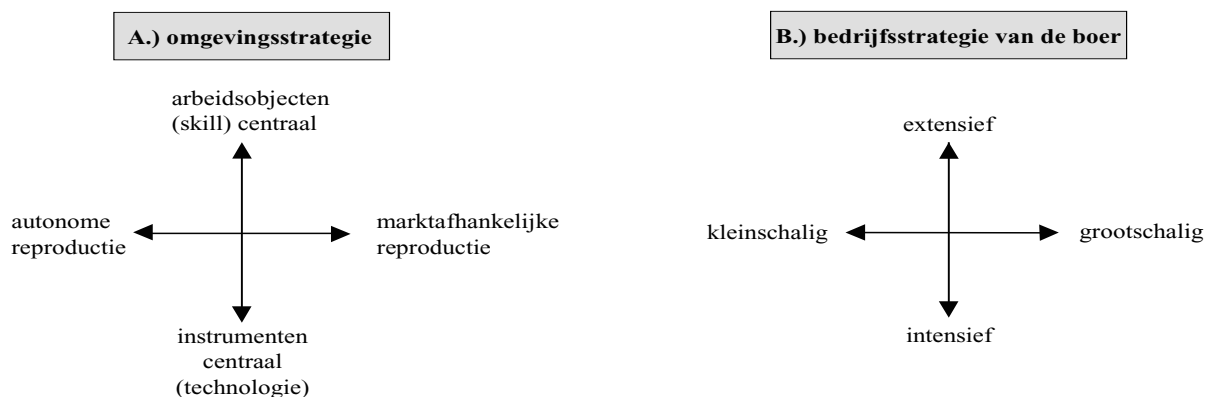 A.) omgevingsstrategie
arbeidsobjecten
(skill) centraal
autonome
reproductie
marktafhankelijke
reproductie
instrumenten
centraal
(technologie)
B.) bedrijfsstrategie van de boer
extensief
kleinschalig
grootschalig
intensief